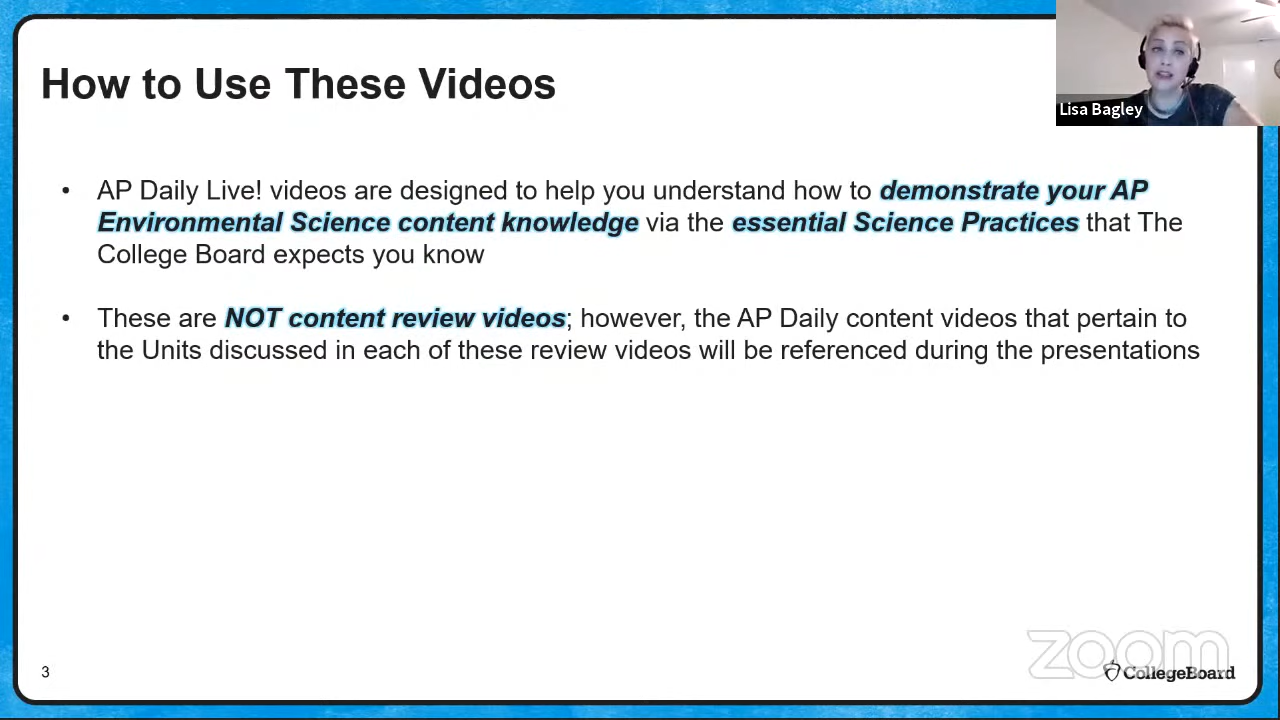 How to Use These Videos
Lisa Bagley
• AP Daily Live! videos are designed to help you understand how to demonstrate your AP
Environmental Science content knowledge via the essential Science Practices that The
College Board expects you know
• These are NOT content review videos; however, the AP Daily content videos that pertain to
the Units discussed in each of these review videos will be referenced during the presentations
zoom
3
CollegeBoard